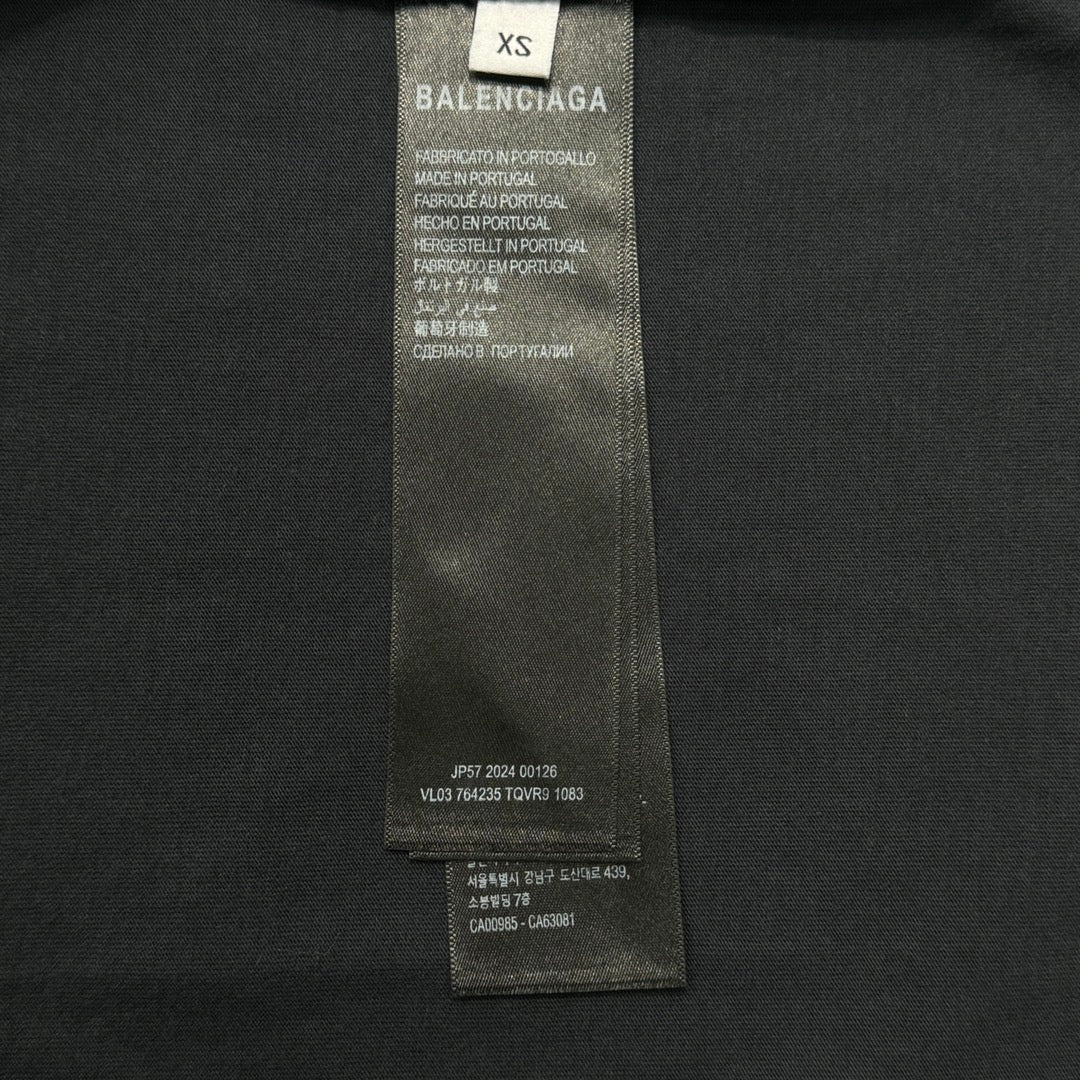 XS
BALENCIAGA
FABBRICATO IN PORTOGALLO
MADE IN PORTUGAL
FABRIQUÉ AU PORTUGAL
HECHO EN PORTUGAL
HERGESTELLT IN PORTUGAL
FABRICADO EM PORTUGAL
ポルトガル製
صنع في البرتغال
葡萄牙制造
СДЕЛАНО В ПОРТУГАЛИИ
JP57 2024 00126
VL03 764235 TQVR9 1083
서울특별시 강남구 도산대로 439,
소봉빌딩 7층
CA00985 - CA63081